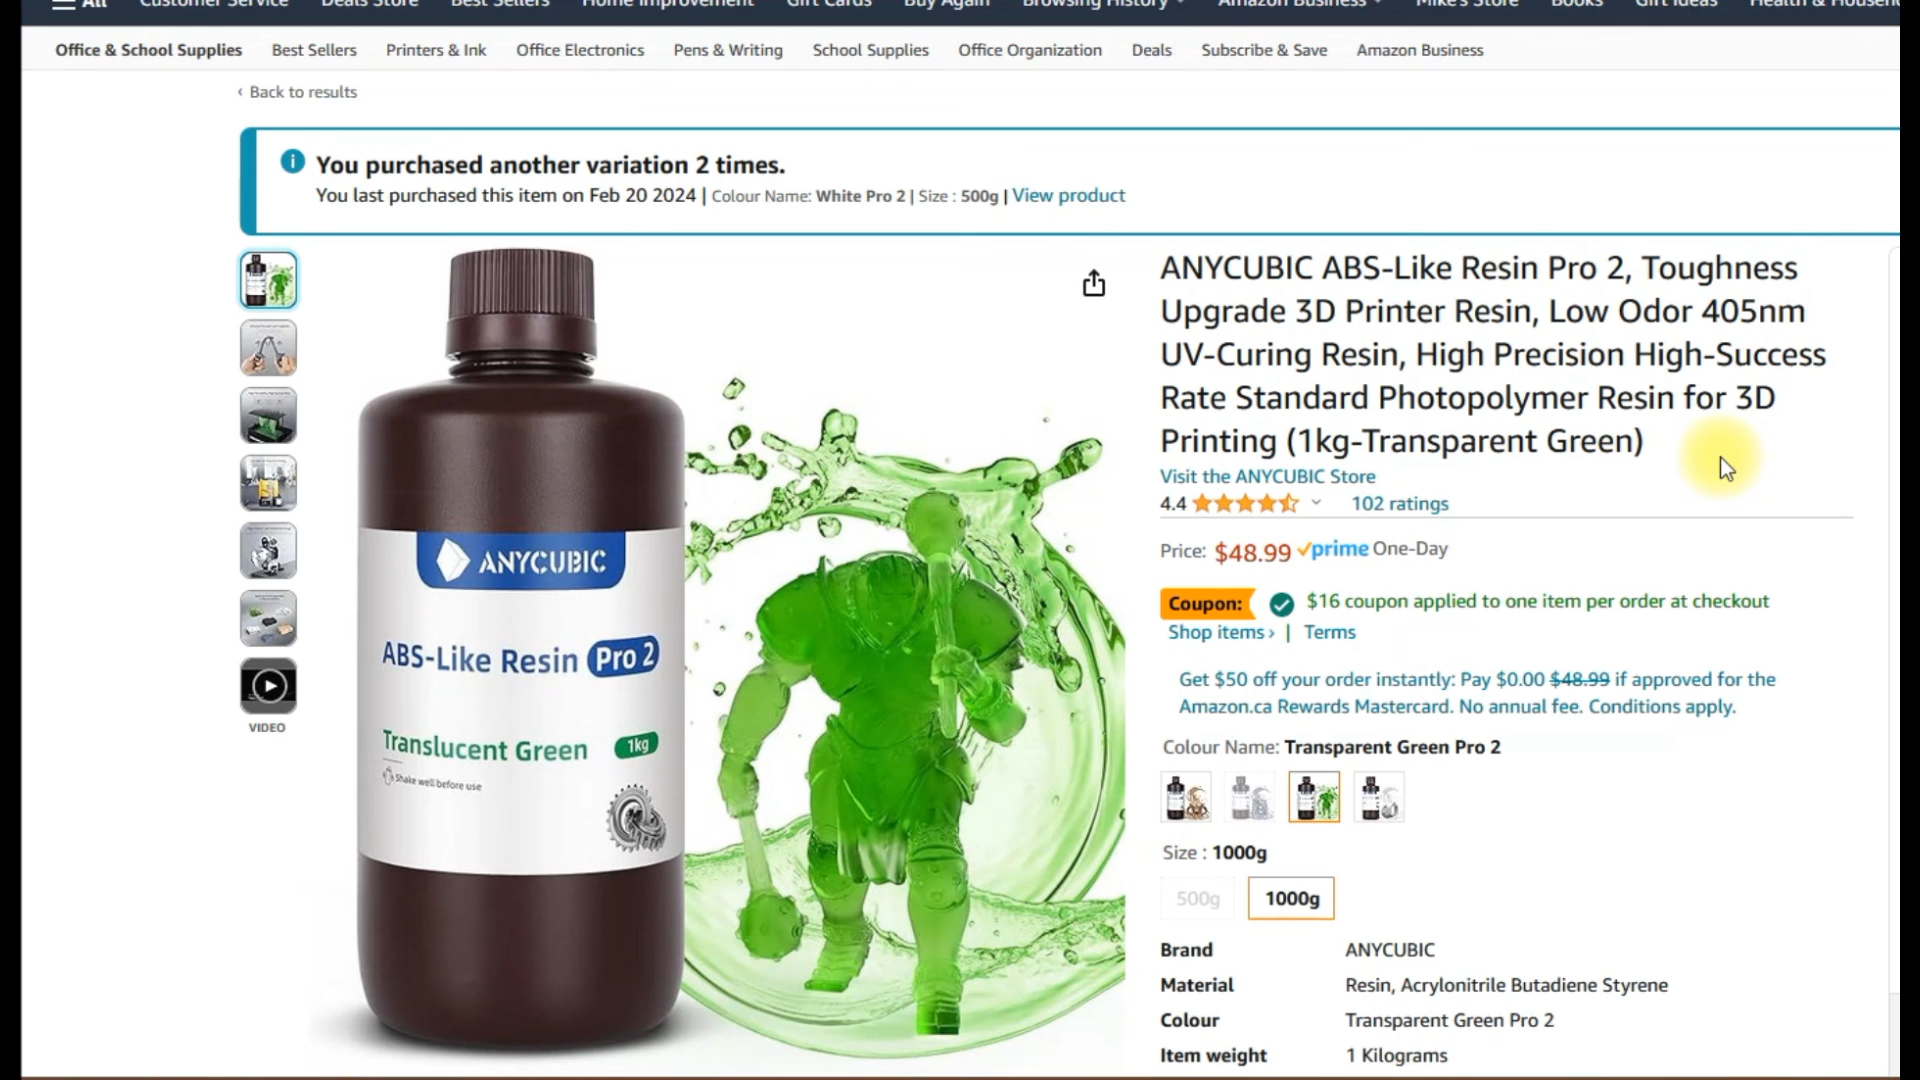 All Customer Service Deals Store Best Sellers Home Improvement Gift Cards Buy Again Browsing History Amazon Business Mike's Store Books Gift Ideas Health &
Office & School Supplies Best Sellers Printers & Ink Office Electronics Pens & Writing School Supplies Office Organization Deals Subscribe & Save Amazon Business
‹ Back to results
You purchased another variation 2 times.
You last purchased this item on Feb 20 2024 | Colour Name: White Pro 2 | Size : 500g | View product
VIDEO
ANYCUBIC
ABS-Like Resin Pro 2
Translucent Green 1kg
Shake well before use
ANYCUBIC ABS-Like Resin Pro 2, Toughness
Upgrade 3D Printer Resin, Low Odor 405nm
UV-Curing Resin, High Precision High-Success
Rate Standard Photopolymer Resin for 3D
Printing (1kg-Transparent Green)
Visit the ANYCUBIC Store
4.4 102 ratings
Price: $48.99 prime One-Day
Coupon: $16 coupon applied to one item per order at checkout
Shop items › | Terms
Get $50 off your order instantly: Pay $0.00 $48.99 if approved for the
Amazon.ca Rewards Mastercard. No annual fee. Conditions apply.
Colour Name: Transparent Green Pro 2
Size : 1000g
500g 1000g
Brand ANYCUBIC
Material Resin, Acrylonitrile Butadiene Styrene
Colour Transparent Green Pro 2
Item weight 1 Kilograms